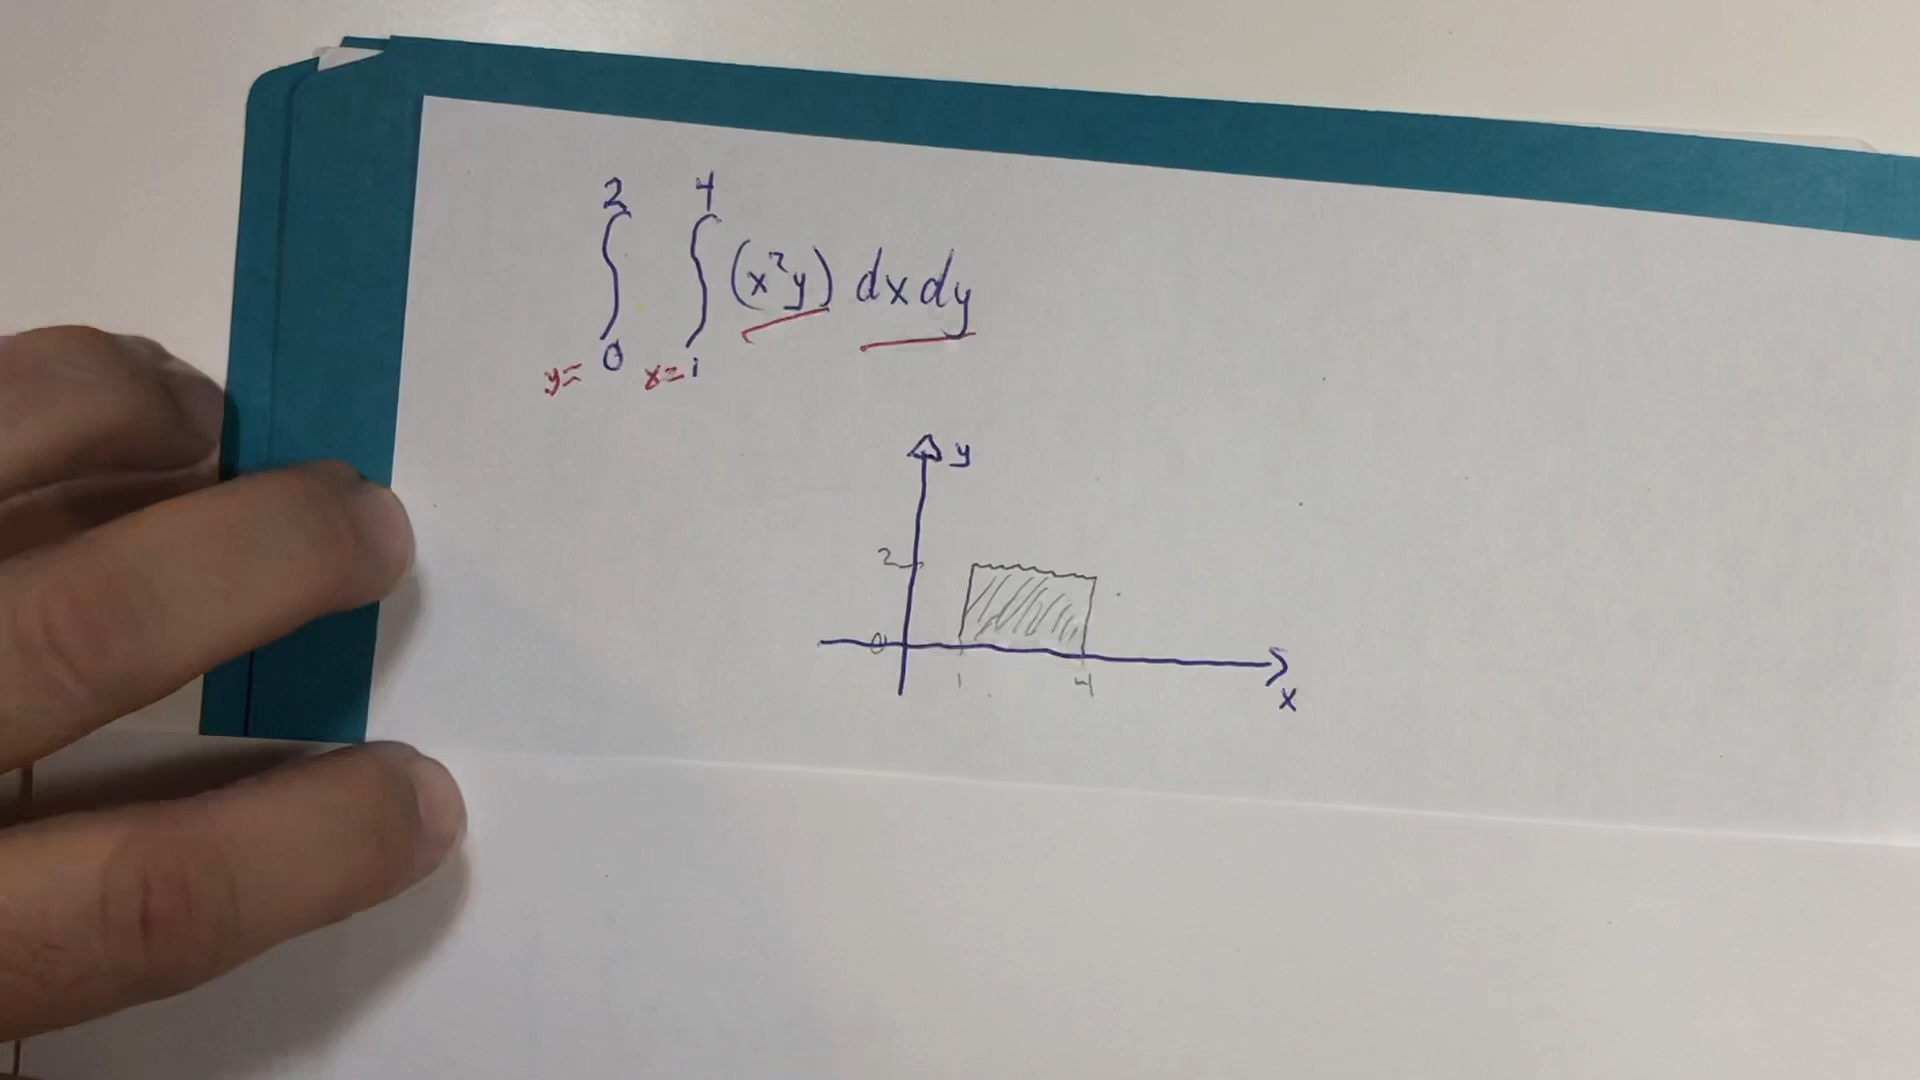 2 4
∫ ∫ (x²y) dx dy
y= 0 x= 1
y
2
0
1 4
x